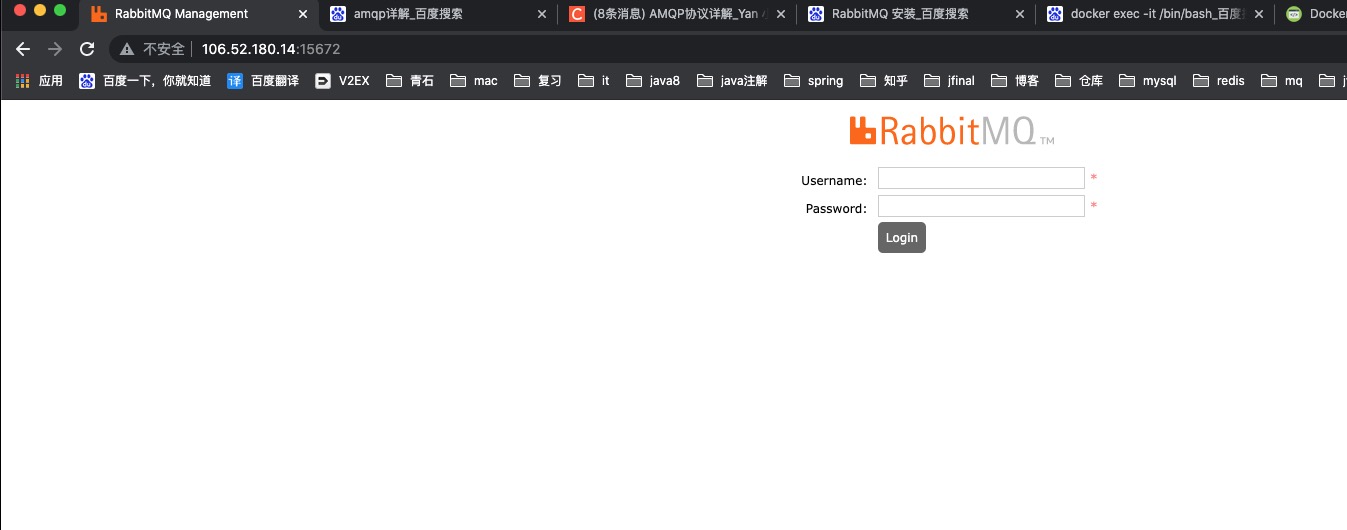 RabbitMQ Management
amqp详解_百度搜索
(8条消息) AMQP协议详解_Yan
RabbitMQ 安装_百度搜索
docker exec -it /bin/bash_百度
Docke
不安全 106.52.180.14:15672
应用 百度一下，你就知道 百度翻译 V2EX 青石 mac 复习 it java8 java注解 spring 知乎 jfinal 博客 仓库 mysql redis mq
RabbitMQ TM
Username: *
Password: *
Login